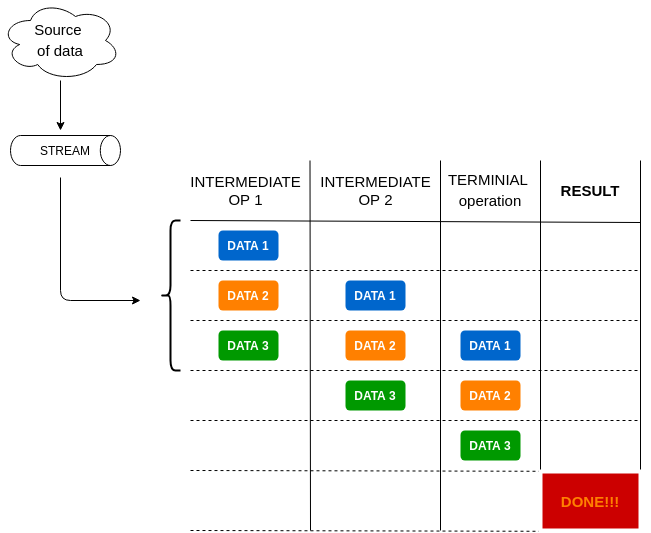 Source
of data
STREAM
INTERMEDIATE
OP 1
INTERMEDIATE
OP 2
TERMINIAL
operation
RESULT
DATA 1
DATA 2
DATA 1
DATA 3
DATA 2
DATA 1
DATA 3
DATA 2
DATA 3
DONE!!!